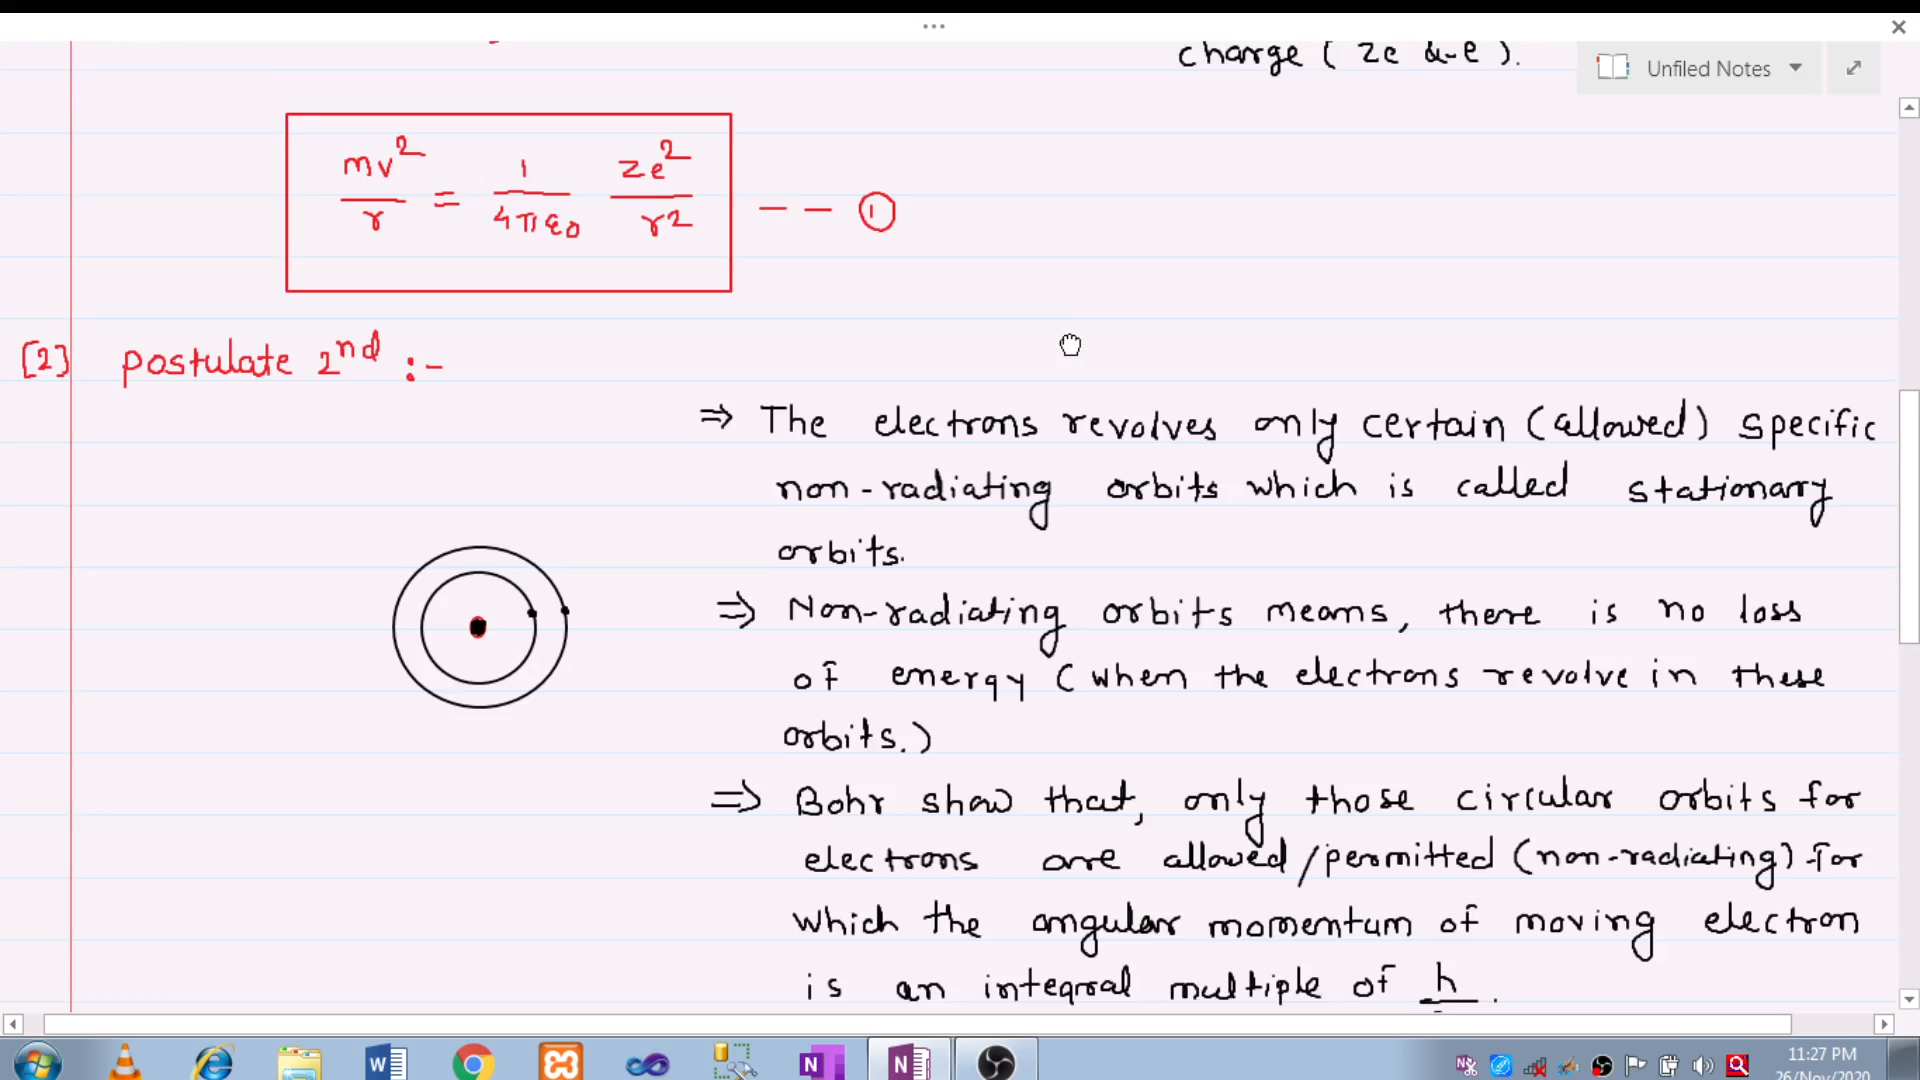 charge ( Ze &-e ).
Unfiled Notes
mv²/r = 1/4πε0 Ze²/r² -- ①
[2] Postulate 2nd :-
⇒ The electrons revolves only certain (allowed) specific
non-radiating orbits which is called stationary
orbits.
⇒ Non-radiating orbits means, there is no loss
of energy (when the electrons revolve in these
orbits.)
⇒ Bohr show that, only those circular orbits for
electrons are allowed/permitted (non-radiating) for
which the angular momentum of moving electron
is an integral multiple of h
11:27 PM
26/Nov/2020